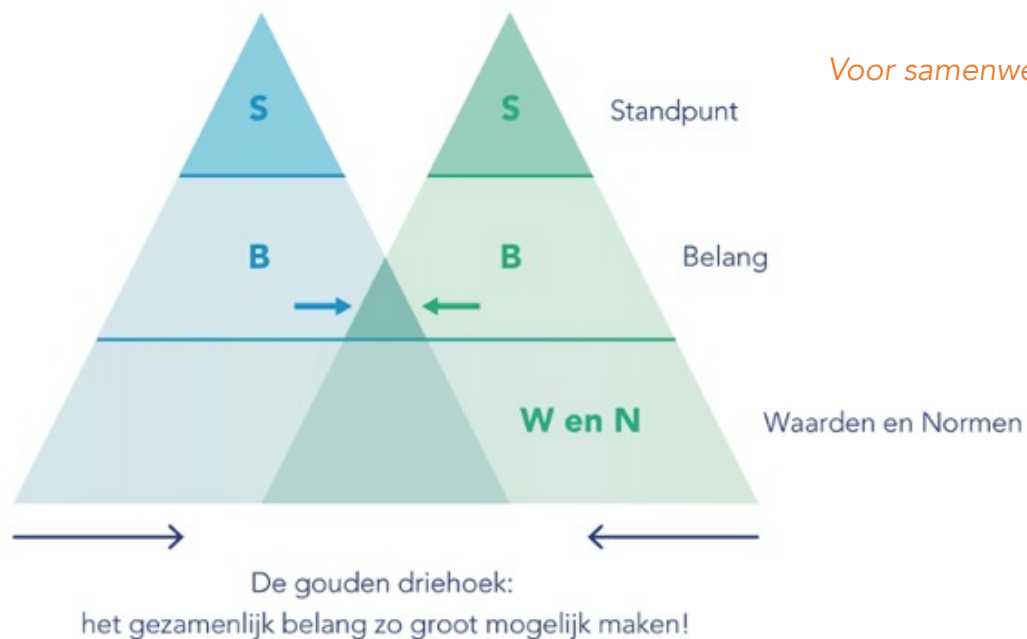 Voor samenwe
S
S
Standpunt
B
B
Belang
W en N
Waarden en Normen
De gouden driehoek:
het gezamenlijk belang zo groot mogelijk maken!